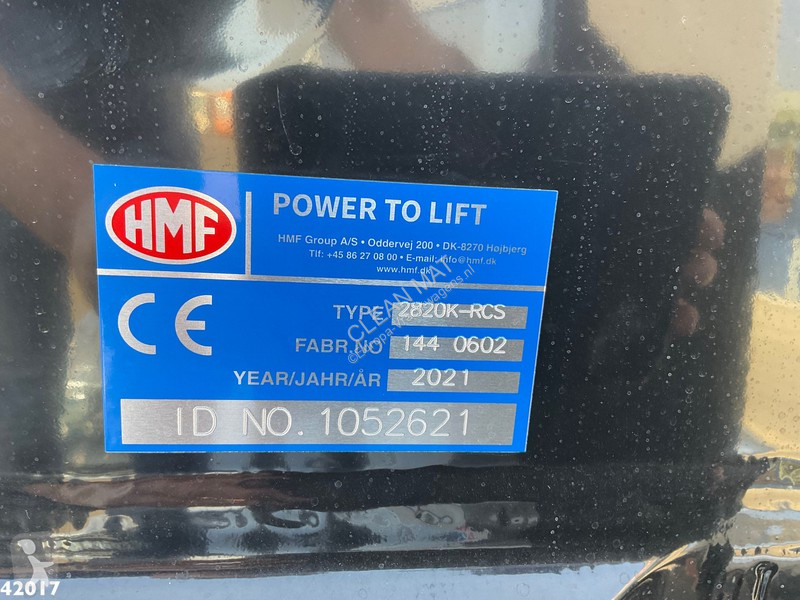 HMF
POWER TO LIFT
HMF Group A/S • Oddervej 200 • DK-8270 Højbjerg
Tlf: +45 86 27 08 00 • E-mail: info@hmf.dk
www.hmf.dk
CE
TYPE 2820K-RCS
FABR.NO 144 0602
YEAR/JAHR/ÅR 2021
ID NO. 1052621
CLEAN MAT
42017